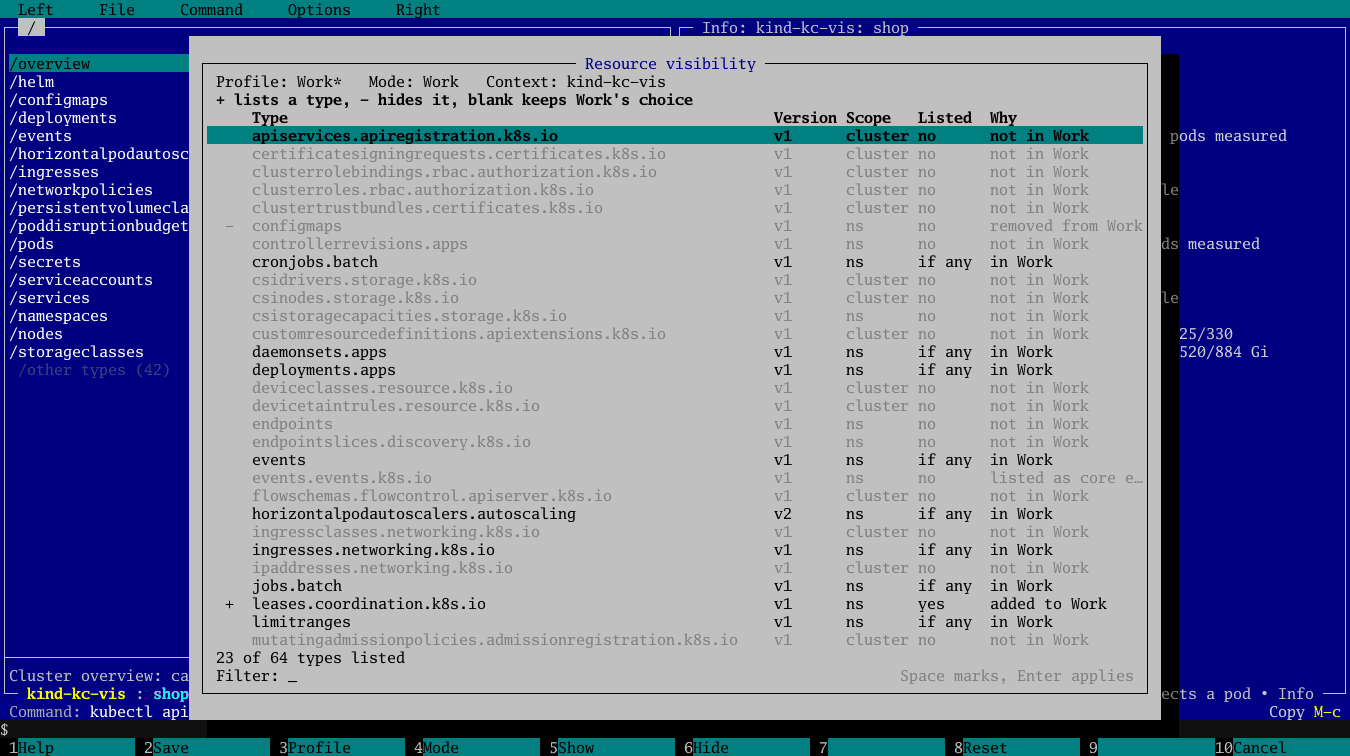 Left File Command Options Right
/ Info: kind-kc-vis: shop
Resource visibility
/overview
/helm Profile: Work* Mode: Work Context: kind-kc-vis
/configmaps + lists a type, - hides it, blank keeps Work's choice
/deployments Type Version Scope Listed Why
/events apiservices.apiregistration.k8s.io v1 cluster no not in Work pods measured
/horizontalpodautosc certificatesigningrequests.certificates.k8s.io v1 cluster no not in Work
/ingresses clusterrolebindings.rbac.authorization.k8s.io v1 cluster no not in Work
/networkpolicies clusterroles.rbac.authorization.k8s.io v1 cluster no not in Work le
/persistentvolumecla clustertrustbundles.certificates.k8s.io v1 cluster no not in Work
/poddisruptionbudget - configmaps v1 ns no removed from Work
/pods controllerrevisions.apps v1 ns no not in Work ds measured
/secrets cronjobs.batch v1 ns if any in Work
/serviceaccounts csidrivers.storage.k8s.io v1 cluster no not in Work
/services csinodes.storage.k8s.io v1 cluster no not in Work le
/namespaces csistoragecapacities.storage.k8s.io v1 ns no not in Work
/nodes customresourcedefinitions.apiextensions.k8s.io v1 cluster no not in Work 25/330
/storageclasses daemonsets.apps v1 ns if any in Work 520/884 Gi
/other types (42) deployments.apps v1 ns if any in Work
deviceclasses.resource.k8s.io v1 cluster no not in Work
devicetaintrules.resource.k8s.io v1 cluster no not in Work
endpoints v1 ns no not in Work
endpointslices.discovery.k8s.io v1 ns no not in Work
events v1 ns if any in Work
events.events.k8s.io v1 ns no listed as core e…
flowschemas.flowcontrol.apiserver.k8s.io v1 cluster no not in Work
horizontalpodautoscalers.autoscaling v2 ns if any in Work
ingressclasses.networking.k8s.io v1 cluster no not in Work
ingresses.networking.k8s.io v1 ns if any in Work
ipaddresses.networking.k8s.io v1 cluster no not in Work
jobs.batch v1 ns if any in Work
+ leases.coordination.k8s.io v1 ns yes added to Work
limitranges v1 ns if any in Work
mutatingadmissionpolicies.admissionregistration.k8s.io v1 cluster no not in Work
23 of 64 types listed
Cluster overview: ca Filter: _ Space marks, Enter applies
kind-kc-vis : shop ects a pod • Info
Command: kubectl api Copy M-c
$
1Help 2Save 3Profile 4Mode 5Show 6Hide 7 8Reset 9 10Cancel